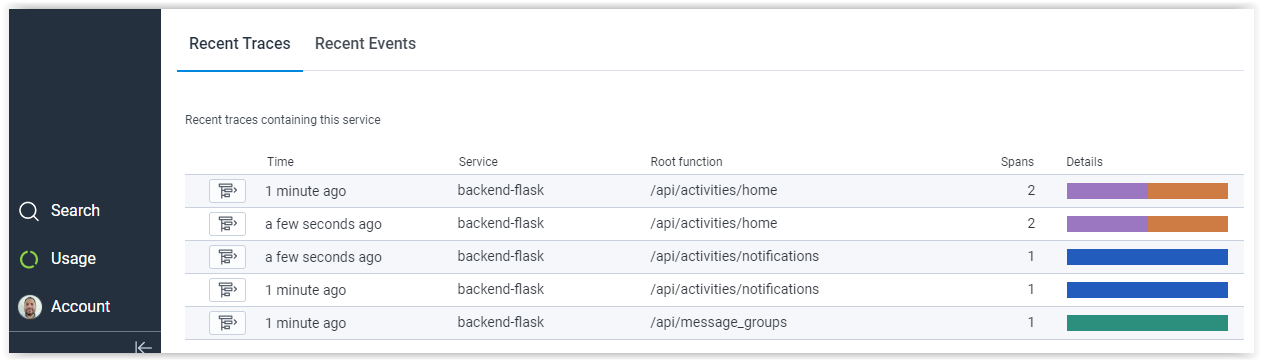 Recent Traces Recent Events
Recent traces containing this service
Time Service Root function Spans Details
1 minute ago backend-flask /api/activities/home 2
a few seconds ago backend-flask /api/activities/home 2
a few seconds ago backend-flask /api/activities/notifications 1
1 minute ago backend-flask /api/activities/notifications 1
1 minute ago backend-flask /api/message_groups 1
Search
Usage
Account